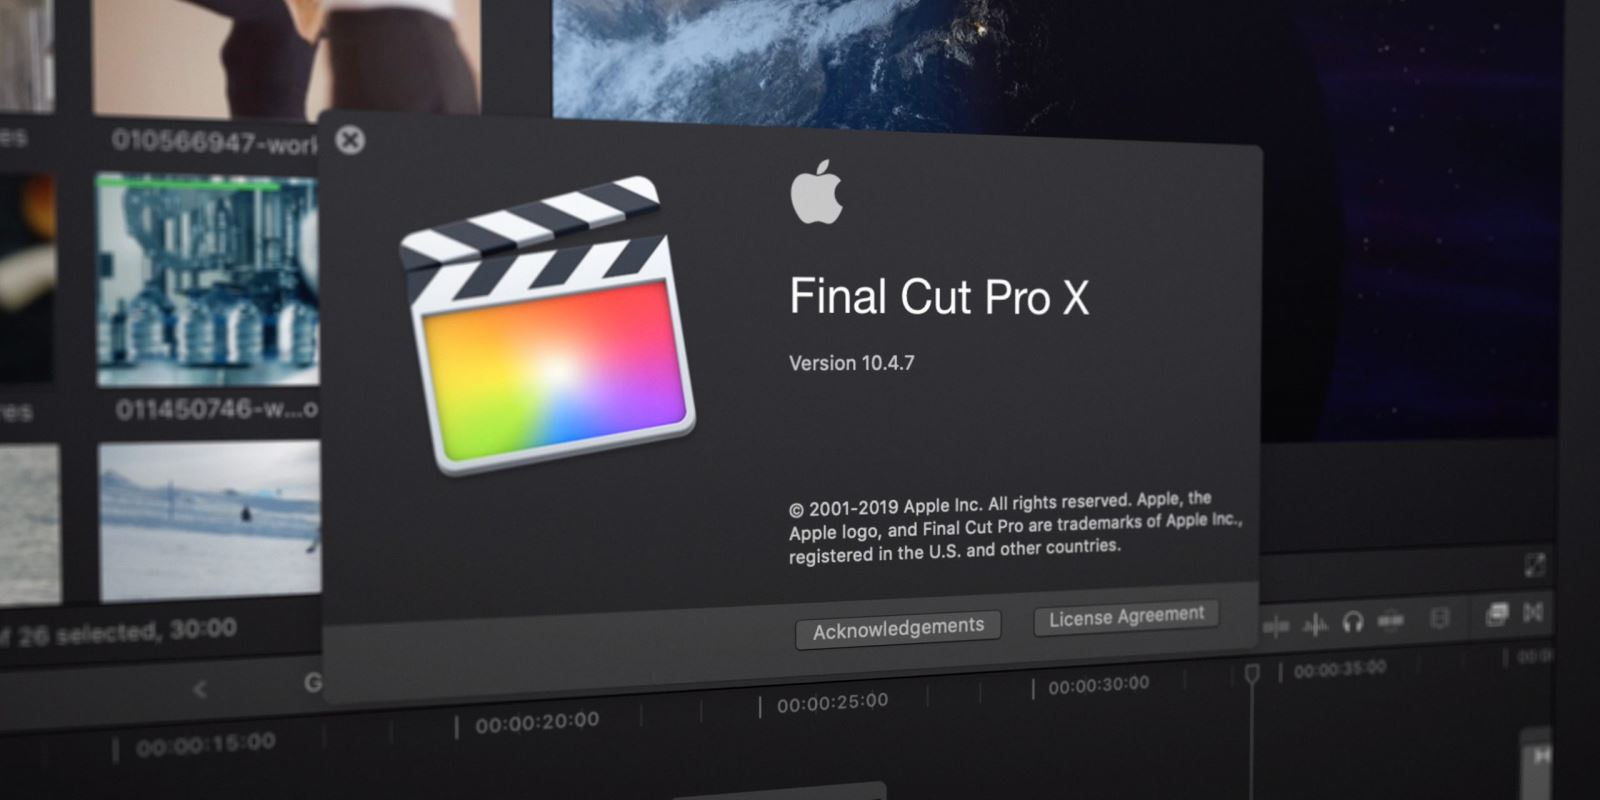 010566947-work
Final Cut Pro X
Version 10.4.7
011450746-w...o
© 2001-2019 Apple Inc. All rights reserved. Apple, the
Apple logo, and Final Cut Pro are trademarks of Apple Inc.,
registered in the U.S. and other countries.
Acknowledgements
License Agreement
26 selected, 30:00
00:00:15:00
00:00:20:00
00:00:25:00
00:00:30:00
00:00:35:00